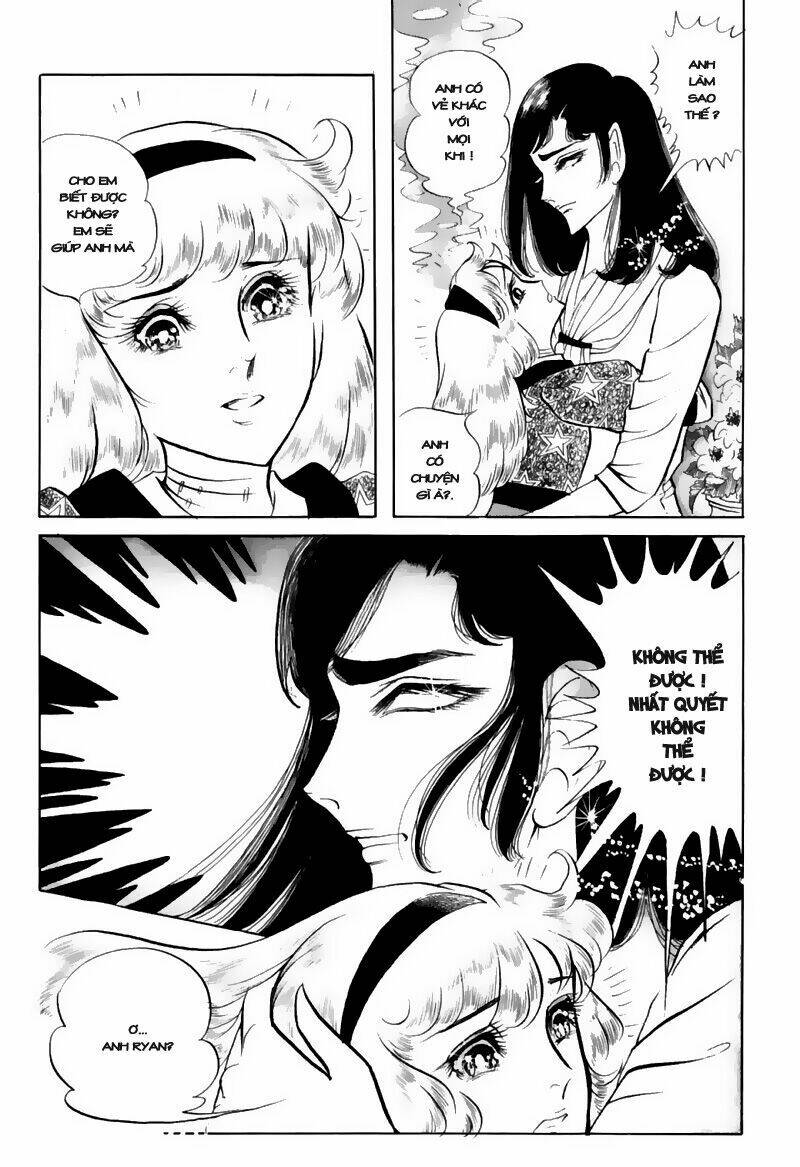 ANH
LÀM
SAO
THẾ?
ANH CÓ
VẺ KHÁC
VỚI
MỌI
KHI!
ANH
CÓ
CHUYỆN
GÌ À?.
CHO EM
BIẾT ĐƯỢC
KHÔNG?
EM SẼ
GIÚP ANH MÀ
KHÔNG THỂ
ĐƯỢC!
NHẤT QUYẾT
KHÔNG
THỂ
ĐƯỢC!
Ơ...
ANH RYAN?